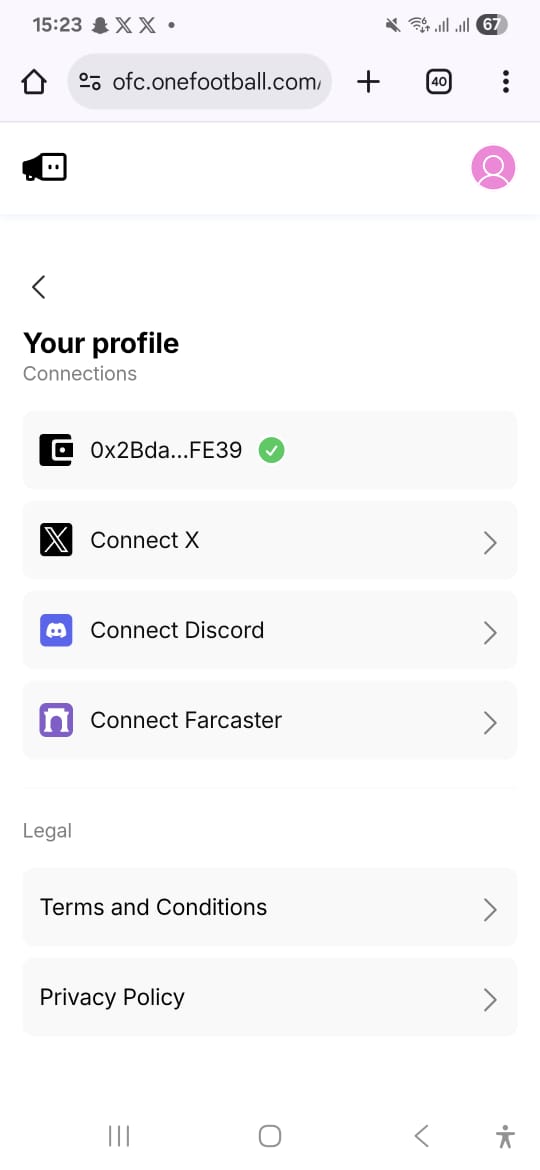 15:23
67
ofc.onefootball.com/
40
Your profile
Connections
0x2Bda...FE39
Connect X
Connect Discord
Connect Farcaster
Legal
Terms and Conditions
Privacy Policy